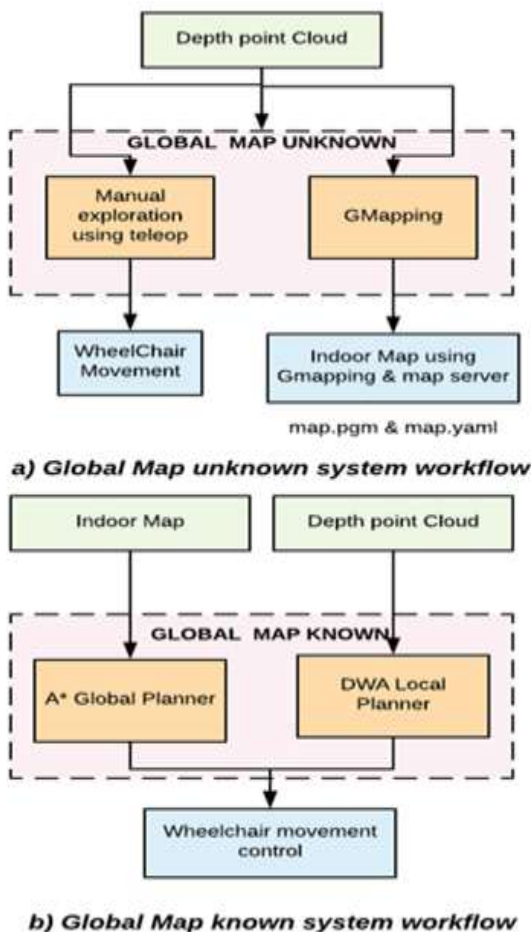 Depth point Cloud
GLOBAL MAP UNKNOWN
Manual
exploration
using teleop
GMapping
WheelChair
Movement
Indoor Map using
Gmapping & map server
map.pgm & map.yaml
a) Global Map unknown system workflow
Indoor Map
Depth point Cloud
GLOBAL MAP KNOWN
A* Global Planner
DWA Local
Planner
Wheelchair movement
control
b) Global Map known system workflow